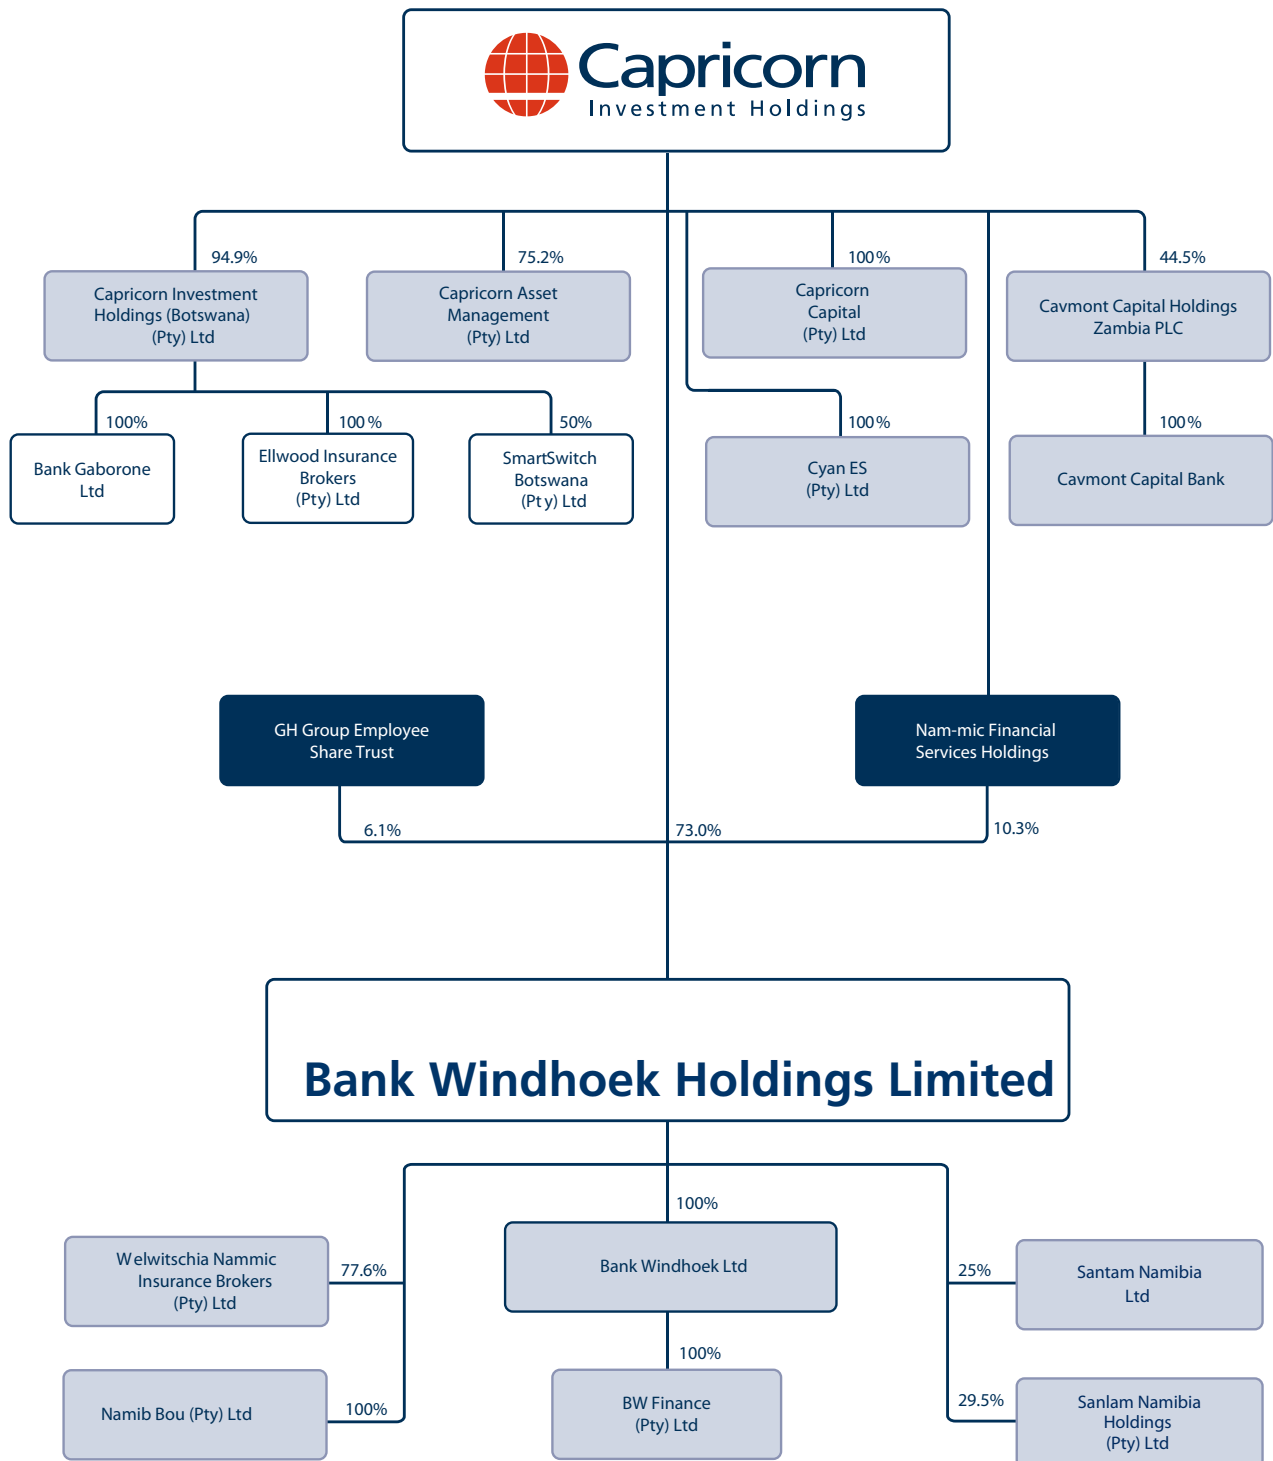 Capricorn
Investment Holdings
94.9%
75.2%
100%
44.5%
Capricorn Investment
Holdings (Botswana)
(Pty) Ltd
Capricorn Asset
Management
(Pty) Ltd
Capricorn
Capital
(Pty) Ltd
Cavmont Capital Holdings
Zambia PLC
100%
100%
50%
100%
100%
Bank Gaborone
Ltd
Ellwood Insurance
Brokers
(Pty) Ltd
SmartSwitch
Botswana
(Pty) Ltd
Cyan ES
(Pty) Ltd
Cavmont Capital Bank
GH Group Employee
Share Trust
Nam-mic Financial
Services Holdings
6.1%
73.0%
10.3%
Bank Windhoek Holdings Limited
100%
Welwitschia Nammic
Insurance Brokers
(Pty) Ltd
77.6%
Bank Windhoek Ltd
25%
Santam Namibia
Ltd
100%
Namib Bou (Pty) Ltd
100%
BW Finance
(Pty) Ltd
29.5%
Sanlam Namibia
Holdings
(Pty) Ltd